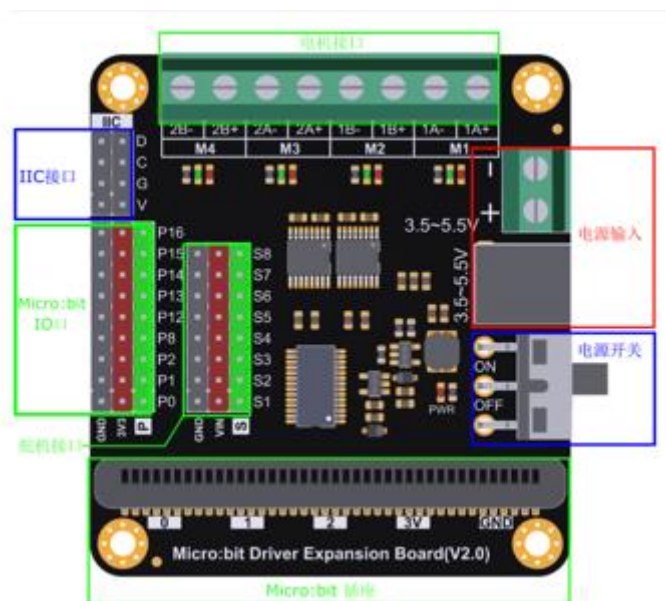 电机接口
IIC
2B- 2B+ 2A- 2A+ 1B- 1B+ 1A- 1A+
M4 M3 M2 M1
IIC接口
D
C
G
V
-
+
3.5~5.5V
3.5~5.5V
电源输入
Micro:bit
IO口
P16
P15
P14
P13
P12
P8
P2
P1
P0
S8
S7
S6
S5
S4
S3
S2
S1
电源开关
ON
OFF
PWR
GND 3V3 P
GND VIN S
舵机接口
0 1 2 3V GND
Micro:bit Driver Expansion Board(V2.0)
Micro:bit 插座